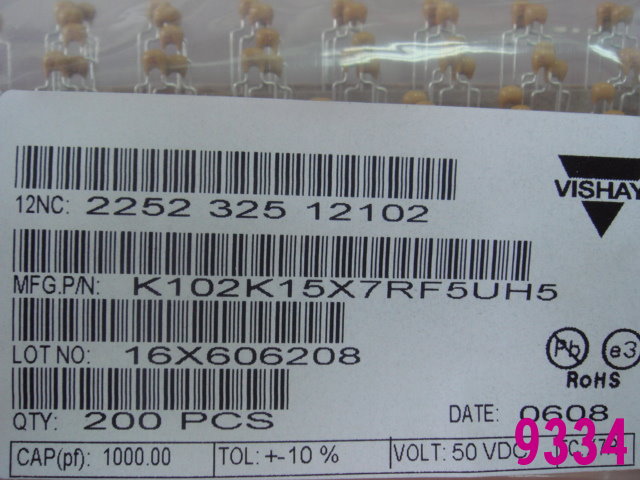 12NC: 2252 325 12102
VISHAY
MFG.P/N: K102K15X7RF5UH5
LOT NO: 16X606208
Pb e3
RoHS
QTY: 200 PCS
DATE: 0608
CAP(pf): 1000.00 TOL: +-10 % VOLT: 50 VDC
9334